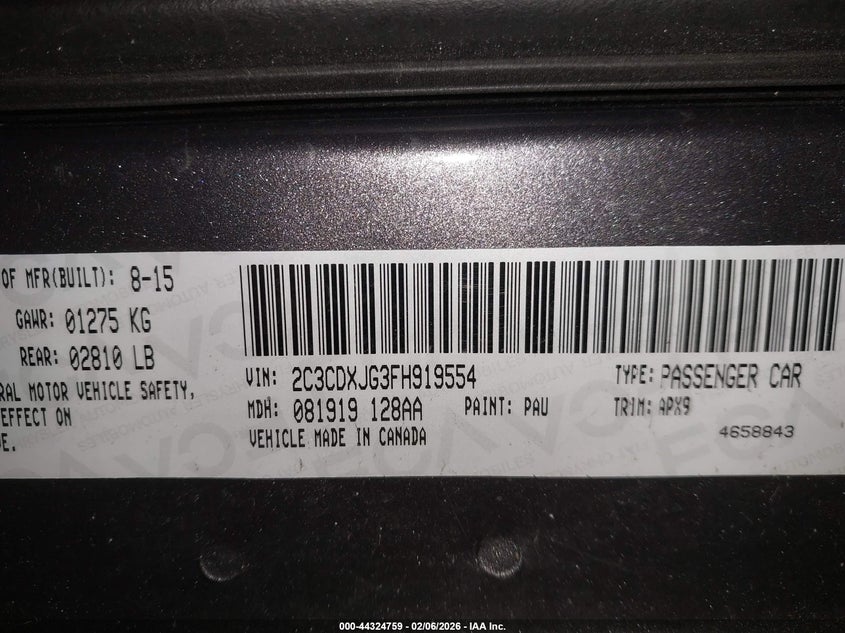 OF MFR(BUILT): 8-15
GAWR: 01275 KG
REAR: 02810 LB
RAL MOTOR VEHICLE SAFETY,
EFFECT ON
E.
VIN: 2C3CDXJG3FH919554 TYPE: PASSENGER CAR
MDH: 081919 128AA PAINT: PAU TRIM: APX9
VEHICLE MADE IN CANADA 4658843
000-44324759 - 02/06/2026 - IAA Inc.